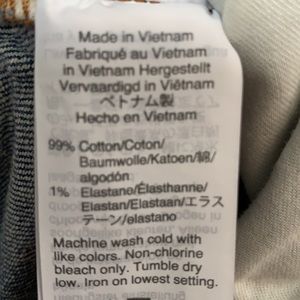 Made in Vietnam
Fabriqué au Viêtnam
in Vietnam Hergestellt
Vervaardigd in Viêtnam
ベトナム製
Hecho en Vietnam
99% Cotton/Coton/
Baumwolle/Katoen/綿/
algodón
1% Elastane/Élasthanne/
Elastan/Elastaan/エラス
テーン/elastano
Machine wash cold with
like colors. Non-chlorine
bleach only. Tumble dry
low. Iron on lowest setting.